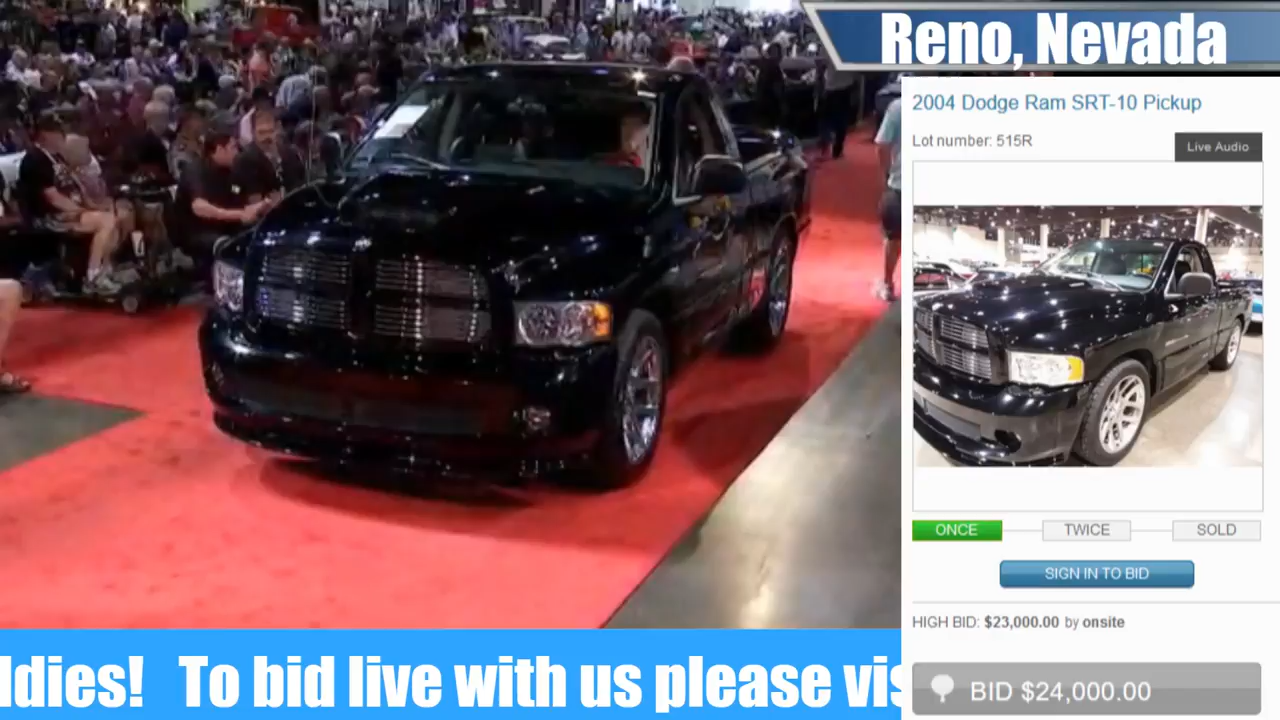 Reno, Nevada
2004 Dodge Ram SRT-10 Pickup
Lot number: 515R
Live Audio
ONCE
TWICE
SOLD
SIGN IN TO BID
HIGH BID: $23,000.00 by onsite
BID $24,000.00
ldies! To bid live with us please vis